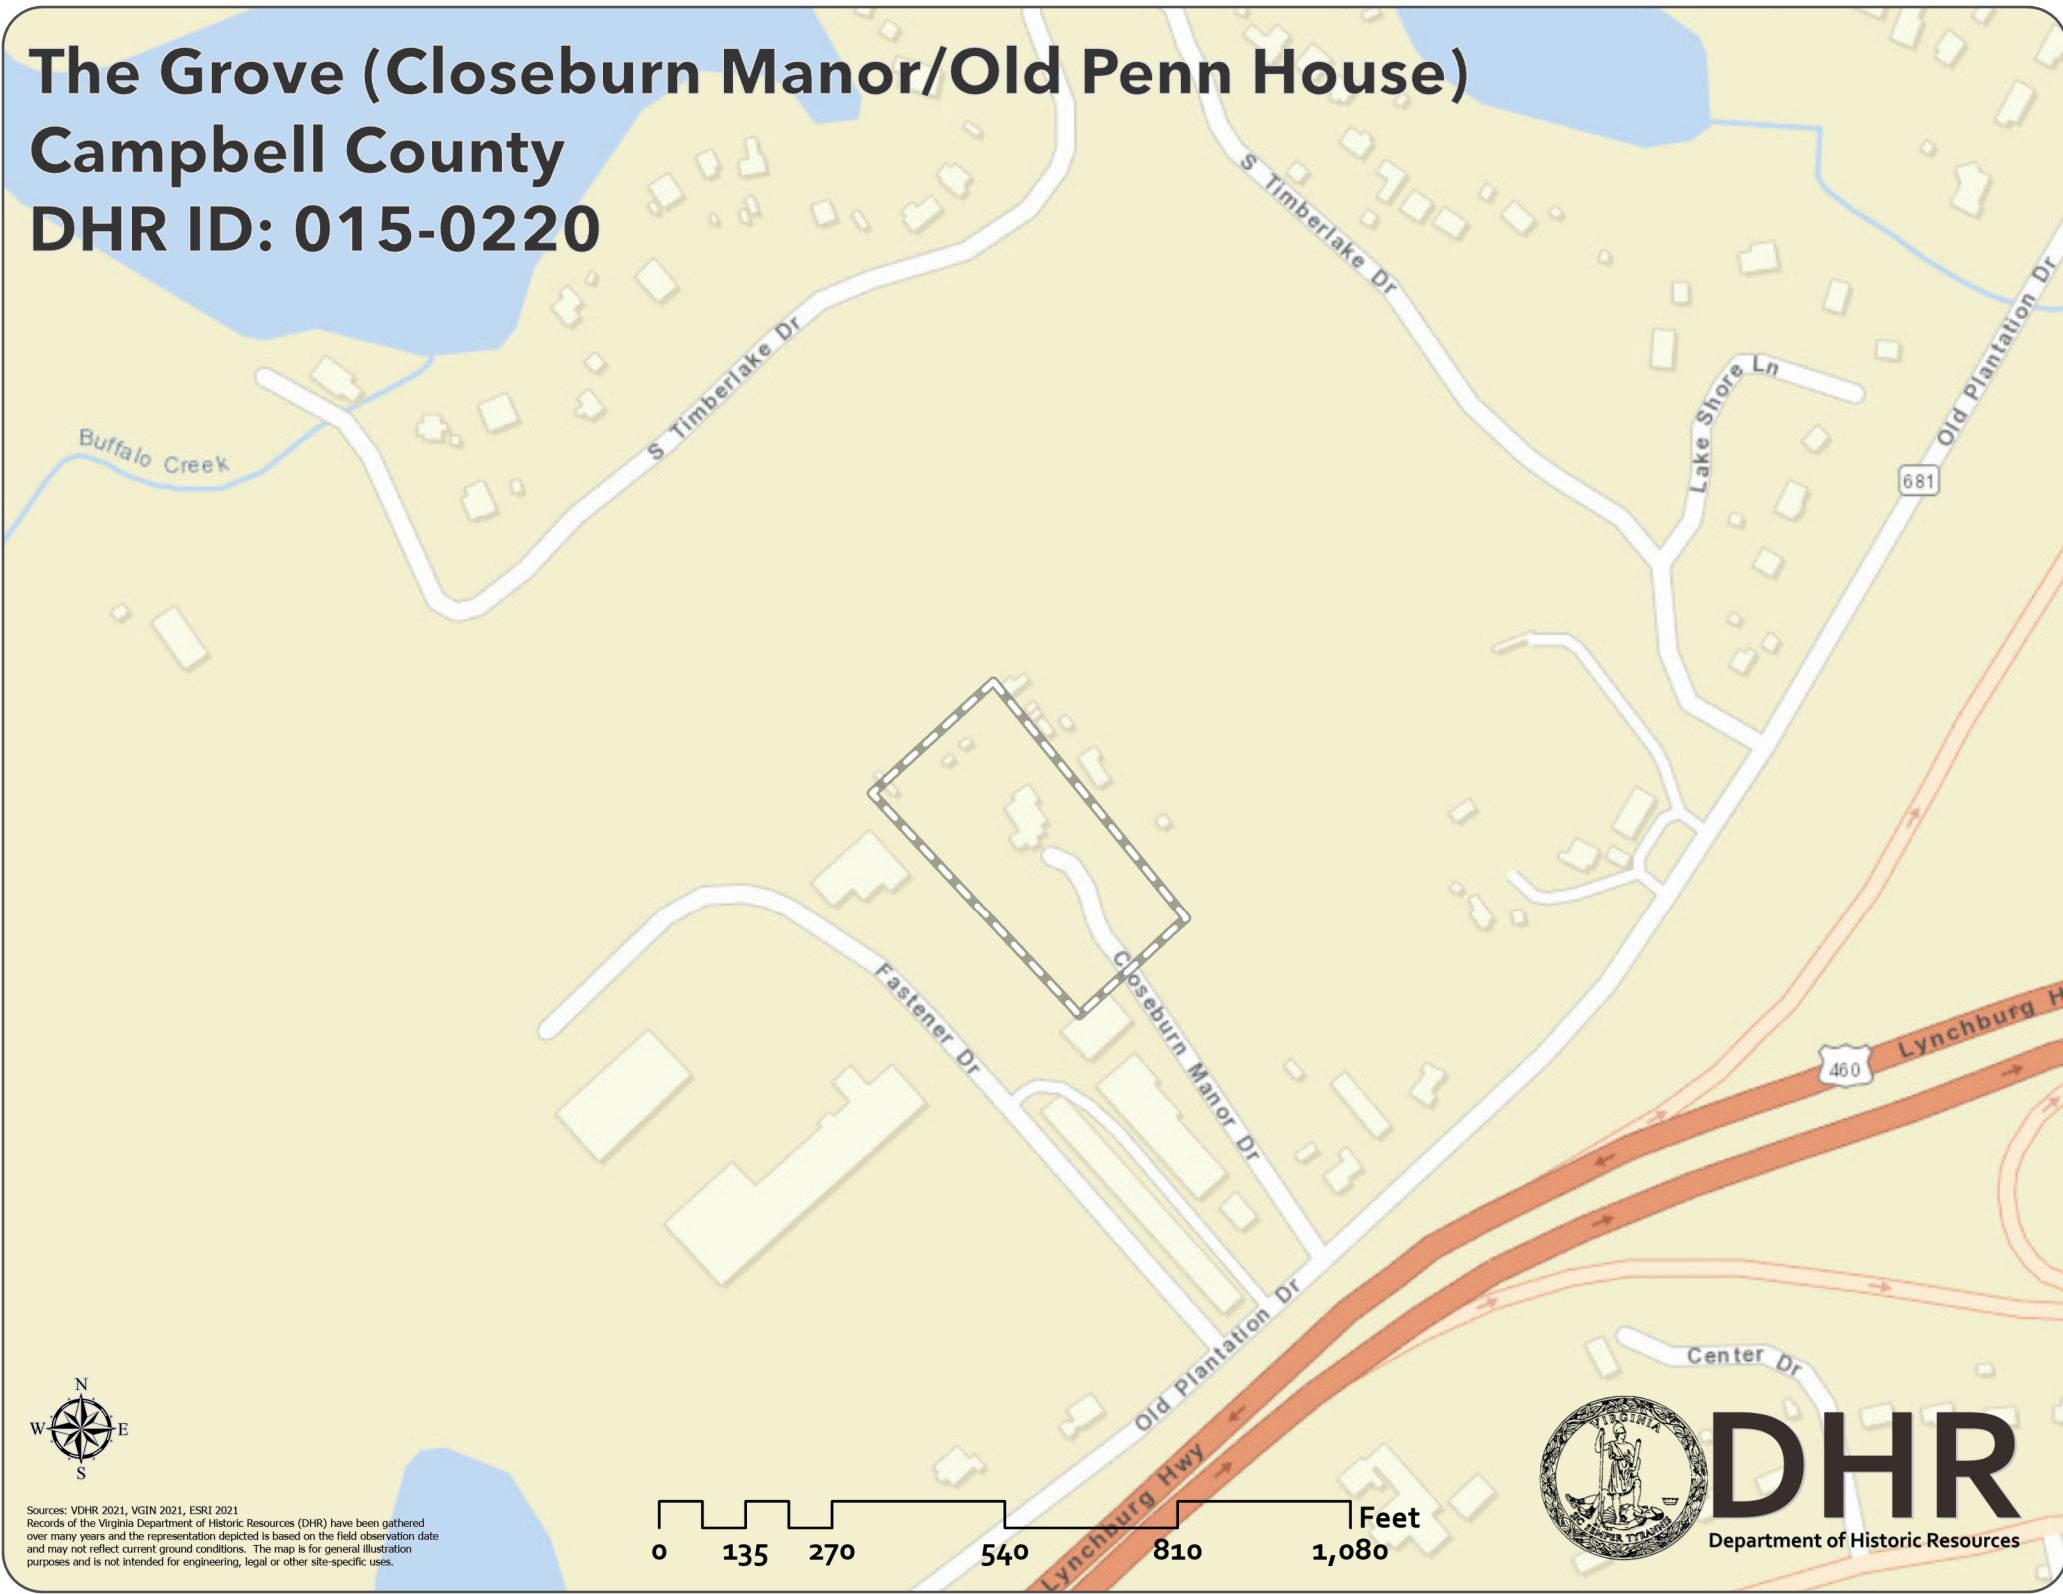 The Grove (Closeburn Manor/Old Penn House)
Campbell County
DHR ID: 015-0220
S Timberlake Dr
S Timberlake Dr
Old Plantation Dr
Lake Shore Ln
Buffalo Creek
681
Fastener Dr
Closeburn Manor Dr
Lynchburg H
460
Old Plantation Dr
Center Dr
Lynchburg Hwy
N
W E
S
Sources: VDHR 2021, VGIN 2021, ESRI 2021
Records of the Virginia Department of Historic Resources (DHR) have been gathered
over many years and the representation depicted is based on the field observation date
and may not reflect current ground conditions. The map is for general illustration
purposes and is not intended for engineering, legal or other site-specific uses.
Feet
0 135 270 540 810 1,080
VIRGINIA
SIC SEMPER TYRANNIS
DHR
Department of Historic Resources